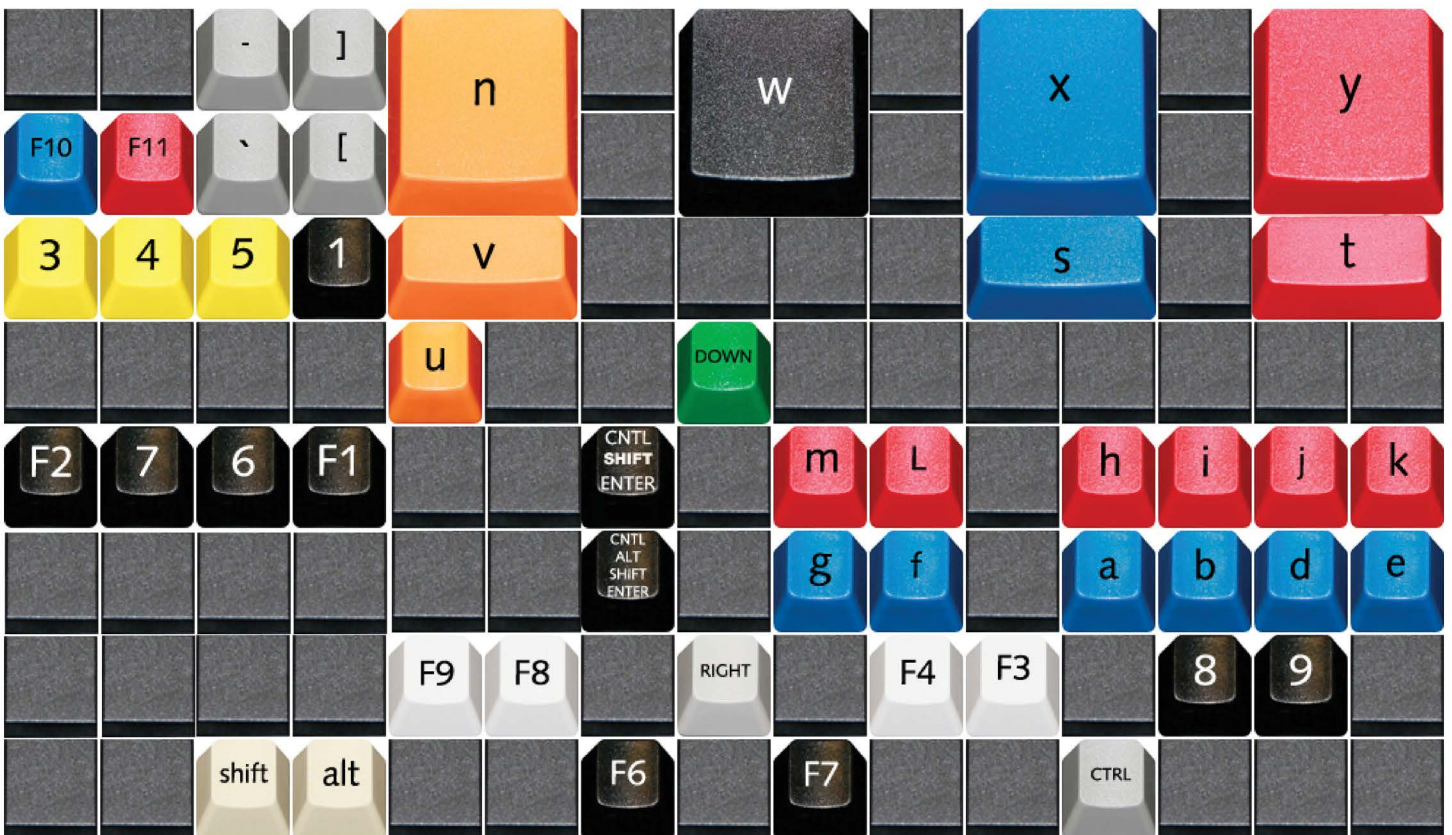 - ]
n w x y
F10 F11 ` [
3 4 5 1 v s t
u DOWN
F2 7 6 F1 CNTL SHIFT ENTER m L h i j k
CNTL ALT SHIFT ENTER g f a b d e
F9 F8 RIGHT F4 F3 8 9
shift alt F6 F7 CTRL